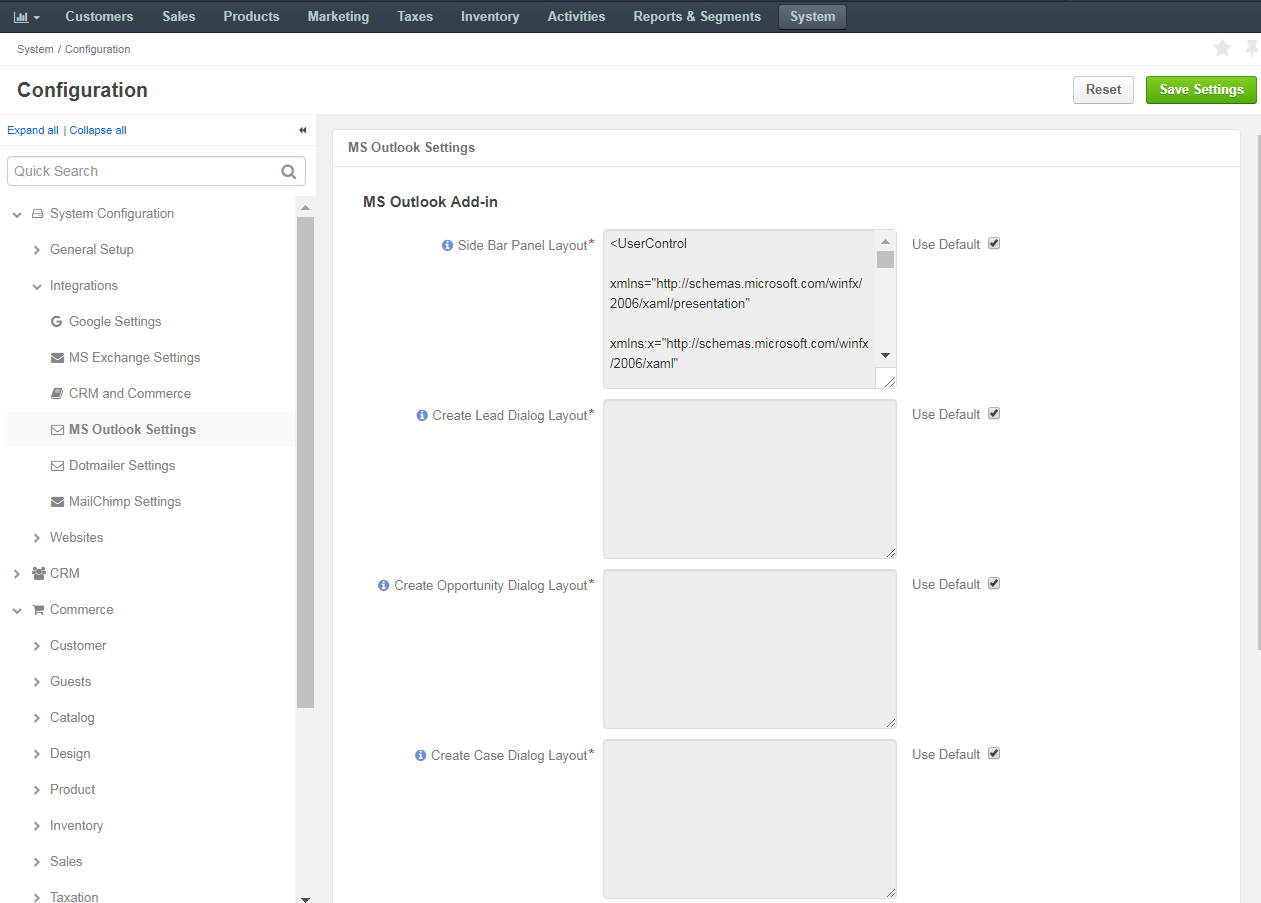 Customers Sales Products Marketing Taxes Inventory Activities Reports & Segments System
System / Configuration
Configuration
Reset Save Settings
Expand all | Collapse all
Quick Search
System Configuration
General Setup
Integrations
Google Settings
MS Exchange Settings
CRM and Commerce
MS Outlook Settings
Dotmailer Settings
MailChimp Settings
Websites
CRM
Commerce
Customer
Guests
Catalog
Design
Product
Inventory
Sales
Taxation
MS Outlook Settings
MS Outlook Add-in
Side Bar Panel Layout*
<UserControl
xmlns="http://schemas.microsoft.com/winfx/
2006/xaml/presentation"
xmlns:x="http://schemas.microsoft.com/winfx
/2006/xaml"
Use Default
Create Lead Dialog Layout* Use Default
Create Opportunity Dialog Layout* Use Default
Create Case Dialog Layout* Use Default